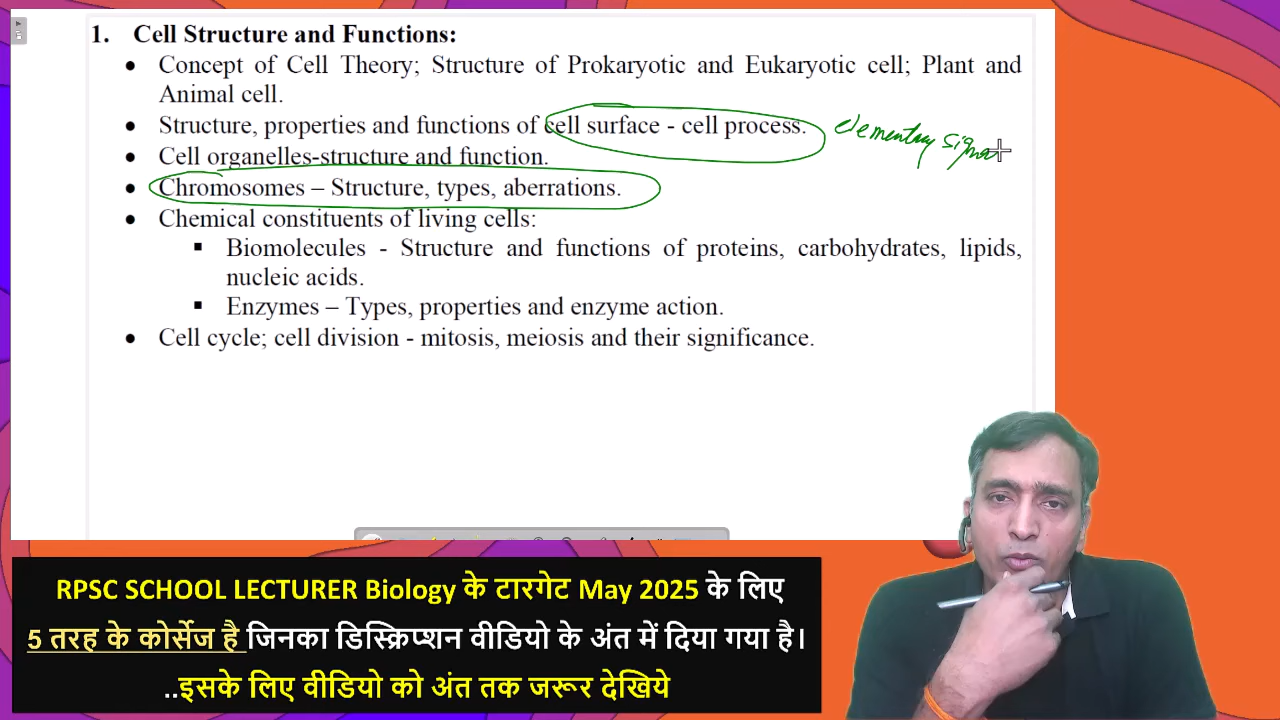 1. Cell Structure and Functions:
• Concept of Cell Theory; Structure of Prokaryotic and Eukaryotic cell; Plant and
Animal cell.
• Structure, properties and functions of cell surface - cell process. elementary signa
• Cell organelles-structure and function.
• Chromosomes – Structure, types, aberrations.
• Chemical constituents of living cells:
▪ Biomolecules - Structure and functions of proteins, carbohydrates, lipids,
nucleic acids.
▪ Enzymes – Types, properties and enzyme action.
• Cell cycle; cell division - mitosis, meiosis and their significance.
RPSC SCHOOL LECTURER Biology के टारगेट May 2025 के लिए
5 तरह के कोर्सेज है जिनका डिस्क्रिप्शन वीडियो के अंत में दिया गया है।
..इसके लिए वीडियो को अंत तक जरूर देखिये